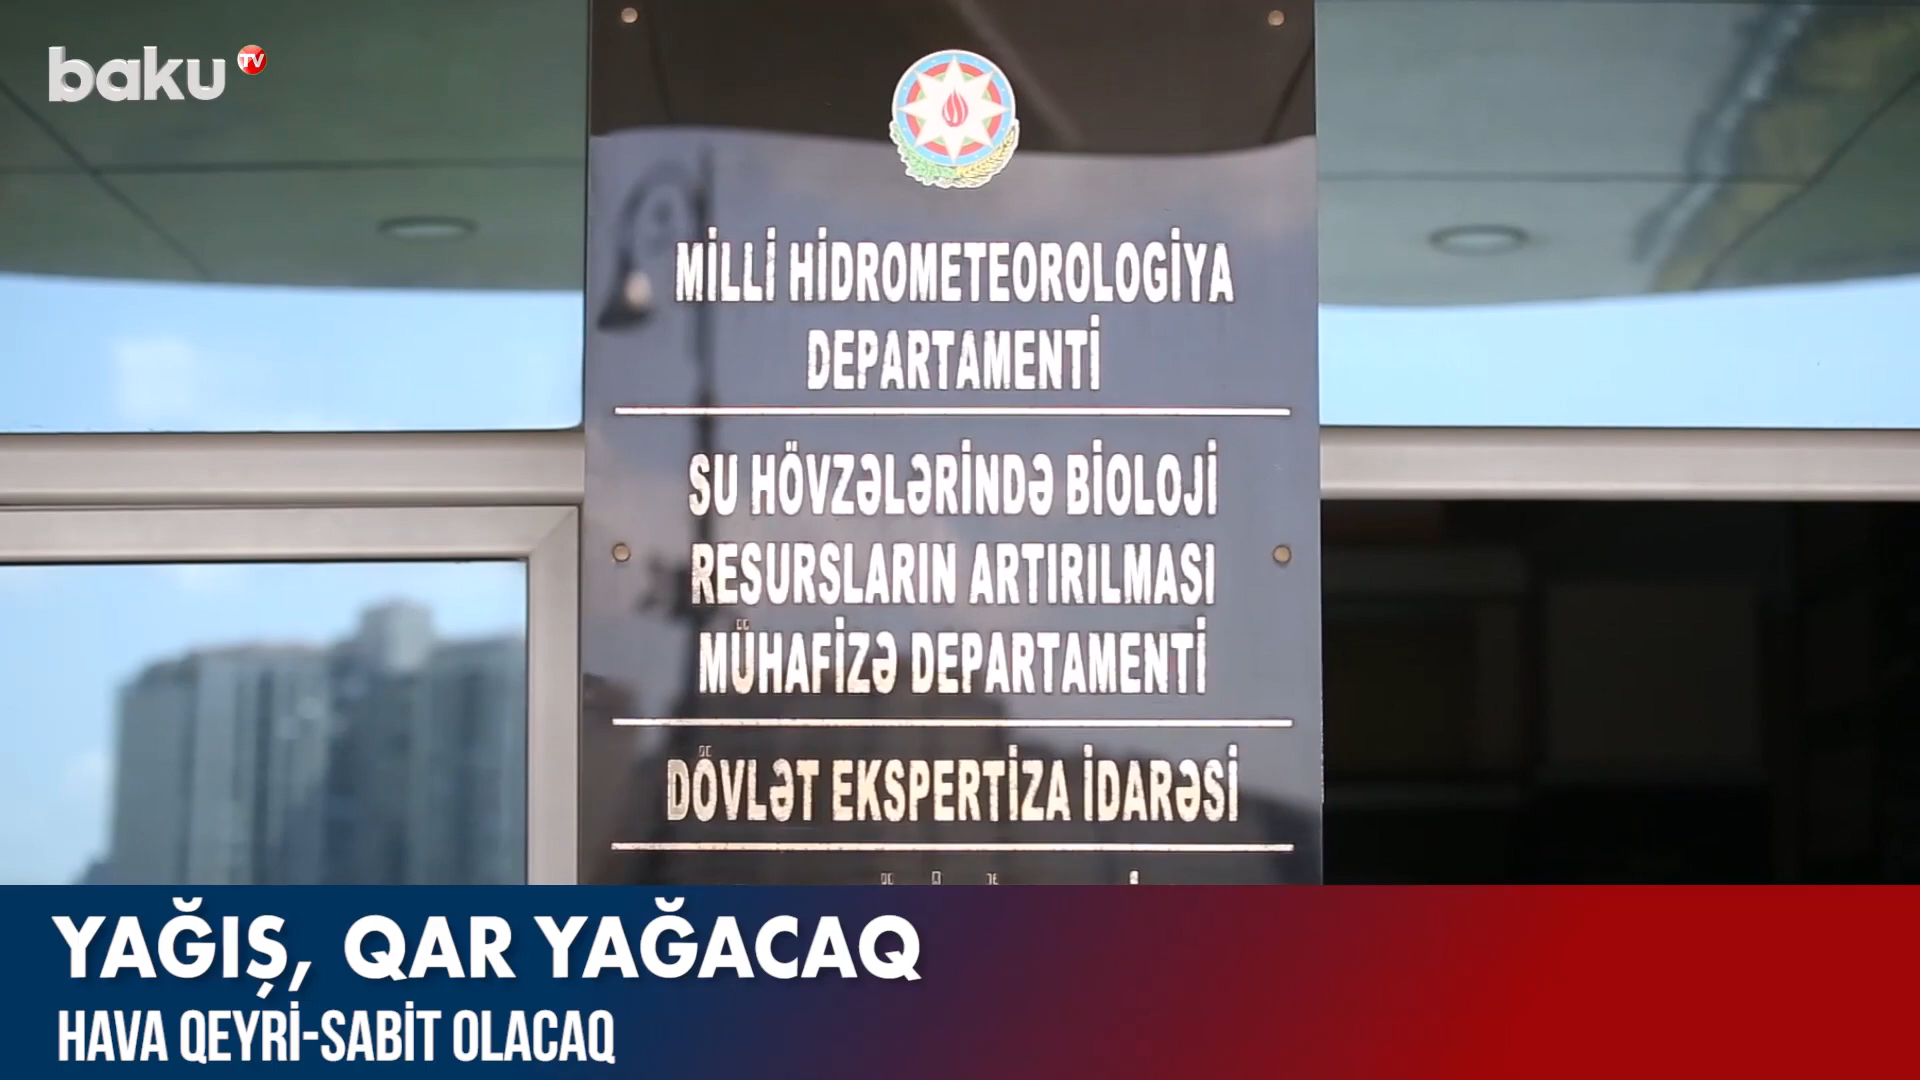 baku TV
MİLLİ HİDROMETEOROLOGİYA
DEPARTAMENTİ
SU HÖVZƏLƏRİNDƏ BİOLOJİ
RESURSLARIN ARTIRILMASI
MÜHAFİZƏ DEPARTAMENTİ
DÖVLƏT EKSPERTİZA İDARƏSİ
YAĞIŞ, QAR YAĞACAQ
HAVA QEYRİ-SABİT OLACAQ